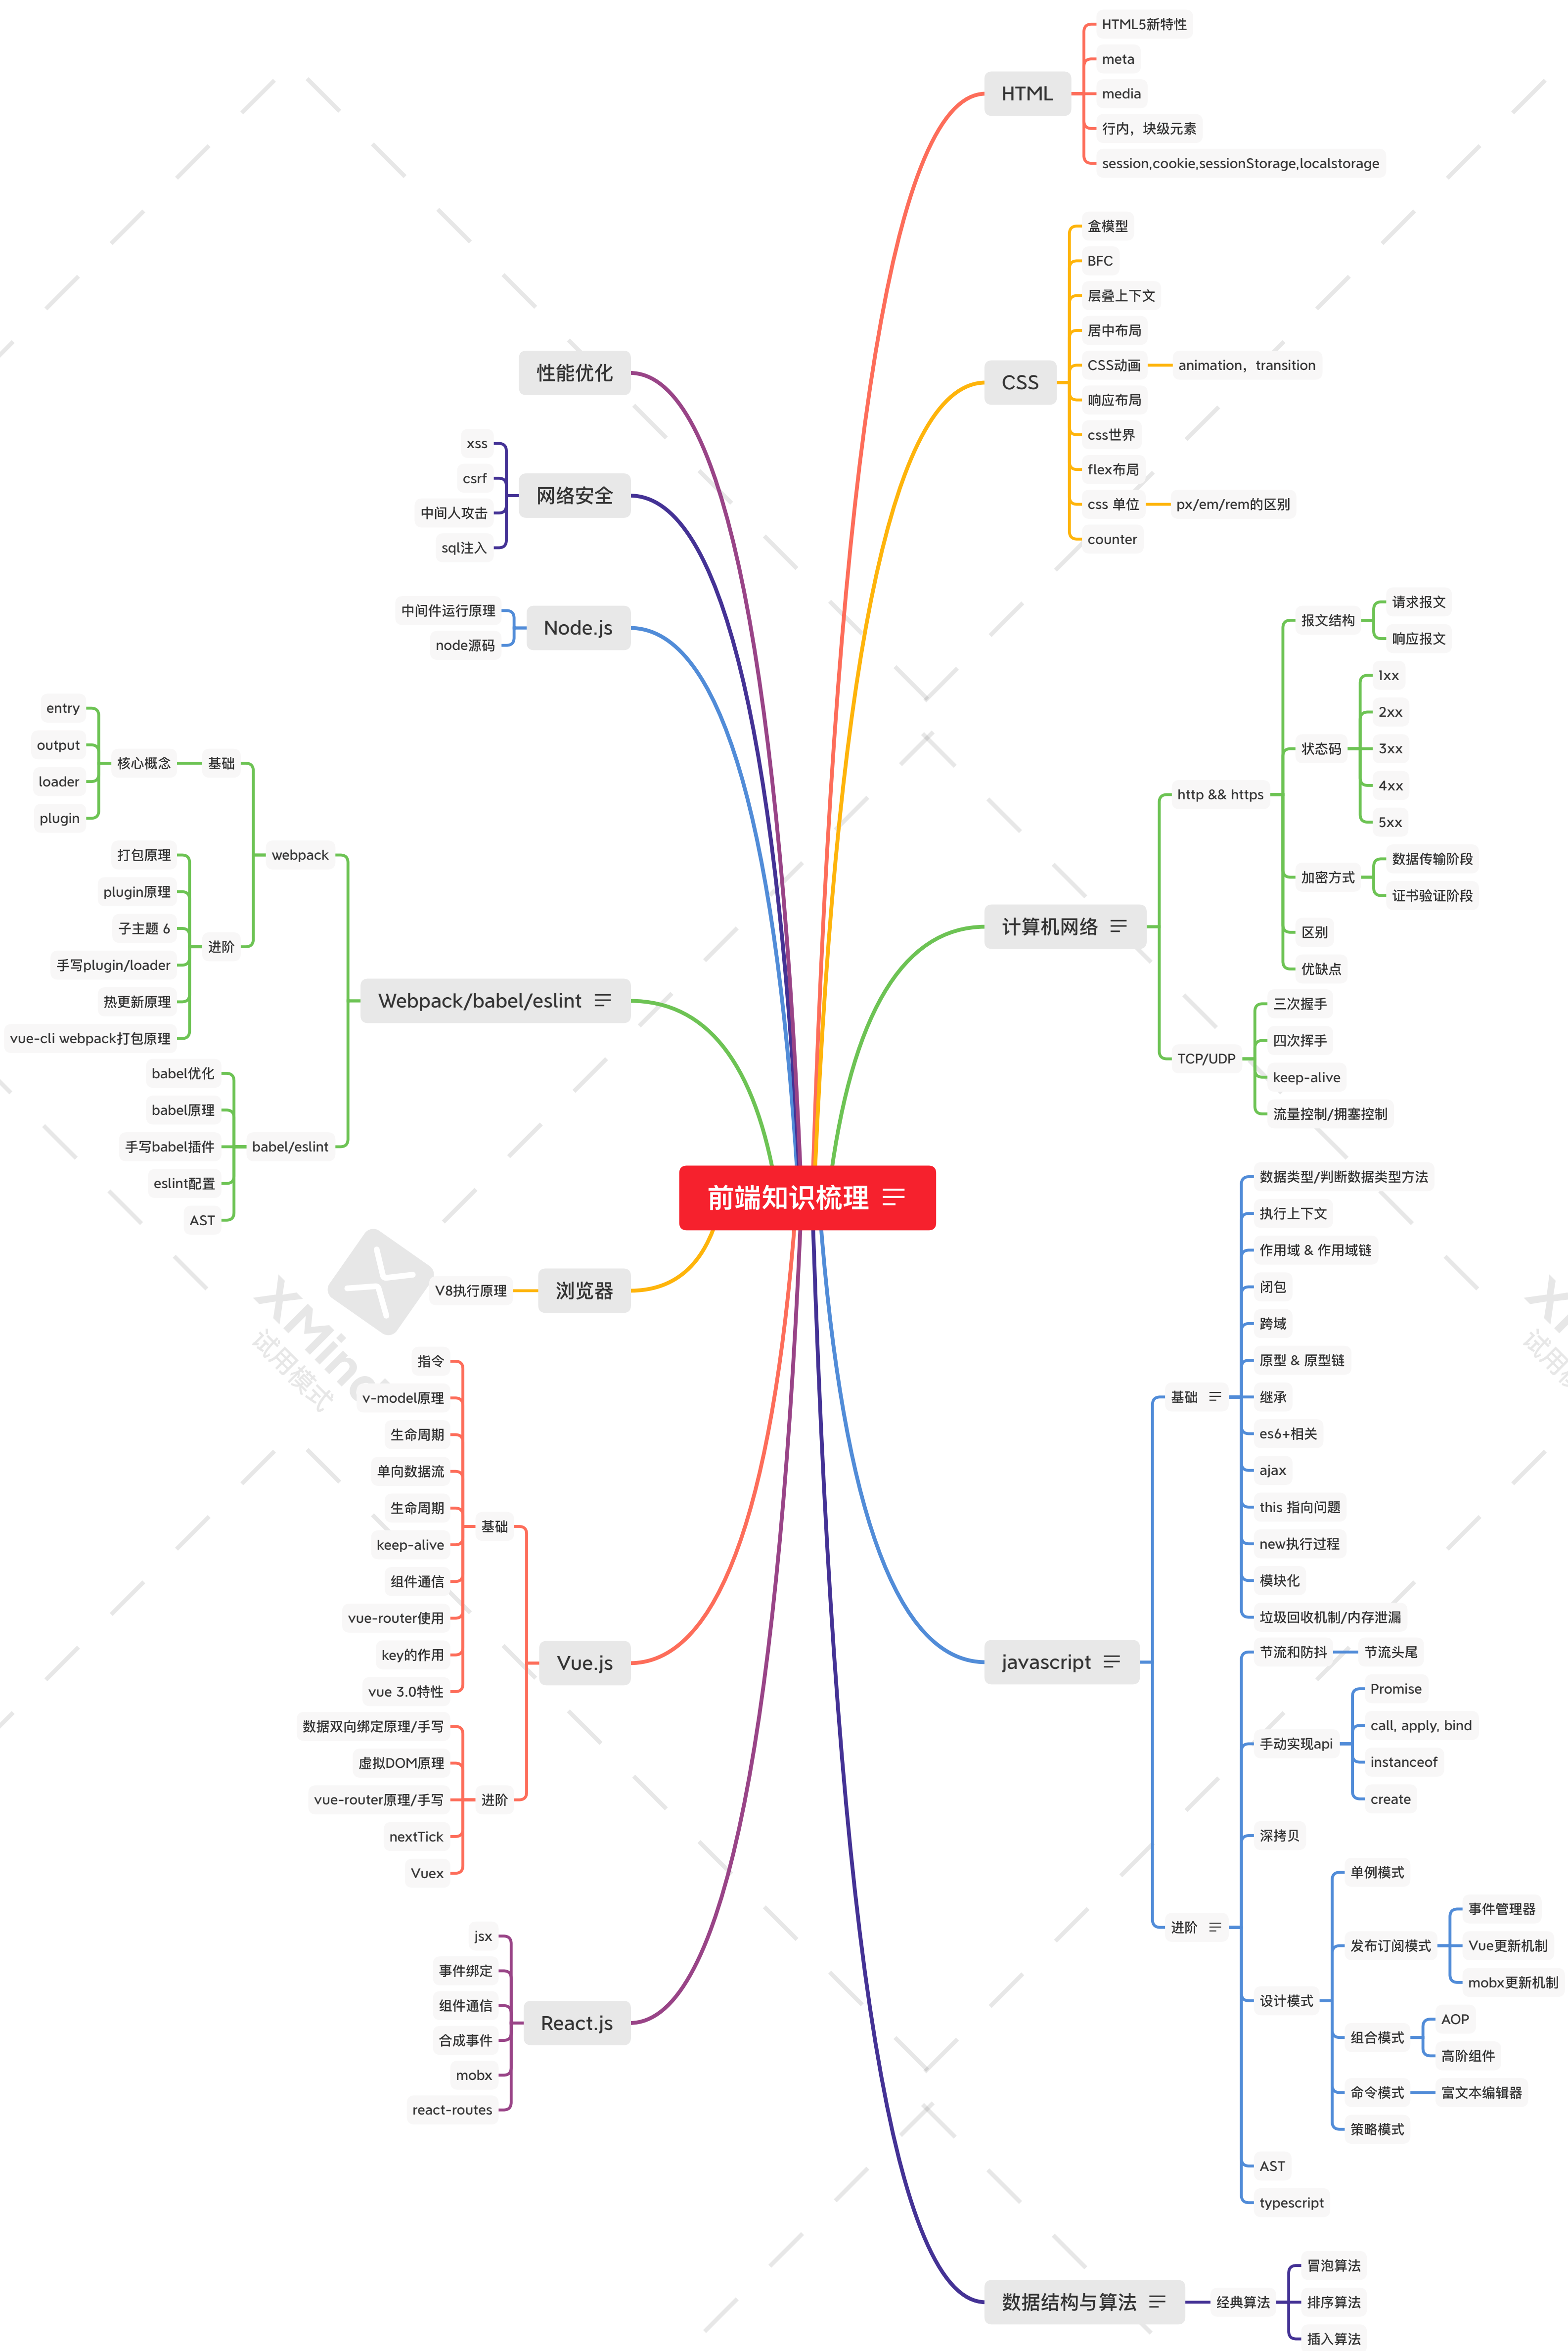 前端知识梳理
HTML
HTML5新特性
meta
media
行内，块级元素
session,cookie,sessionStorage,localstorage
CSS
盒模型
BFC
层叠上下文
居中布局
CSS动画
animation，transition
响应布局
css世界
flex布局
css 单位
px/em/rem的区别
counter
计算机网络
http && https
报文结构
请求报文
响应报文
状态码
1xx
2xx
3xx
4xx
5xx
加密方式
数据传输阶段
证书验证阶段
区别
优缺点
TCP/UDP
三次握手
四次挥手
keep-alive
流量控制/拥塞控制
javascript
基础
数据类型/判断数据类型方法
执行上下文
作用域 & 作用域链
闭包
跨域
原型 & 原型链
继承
es6+相关
ajax
this 指向问题
new执行过程
模块化
垃圾回收机制/内存泄漏
进阶
节流和防抖
节流头尾
手动实现api
Promise
call, apply, bind
instanceof
create
深拷贝
设计模式
单例模式
发布订阅模式
事件管理器
Vue更新机制
mobx更新机制
组合模式
AOP
高阶组件
命令模式
富文本编辑器
策略模式
AST
typescript
数据结构与算法
经典算法
冒泡算法
排序算法
插入算法
性能优化
网络安全
xss
csrf
中间人攻击
sql注入
Node.js
中间件运行原理
node源码
Webpack/babel/eslint
webpack
基础
核心概念
entry
output
loader
plugin
进阶
打包原理
plugin原理
子主题 6
手写plugin/loader
热更新原理
vue-cli webpack打包原理
babel/eslint
babel优化
babel原理
手写babel插件
eslint配置
AST
浏览器
V8执行原理
Vue.js
基础
指令
v-model原理
生命周期
单向数据流
生命周期
keep-alive
组件通信
vue-router使用
key的作用
vue 3.0特性
进阶
数据双向绑定原理/手写
虚拟DOM原理
vue-router原理/手写
nextTick
Vuex
React.js
jsx
事件绑定
组件通信
合成事件
mobx
react-routes
XMind
试用模式